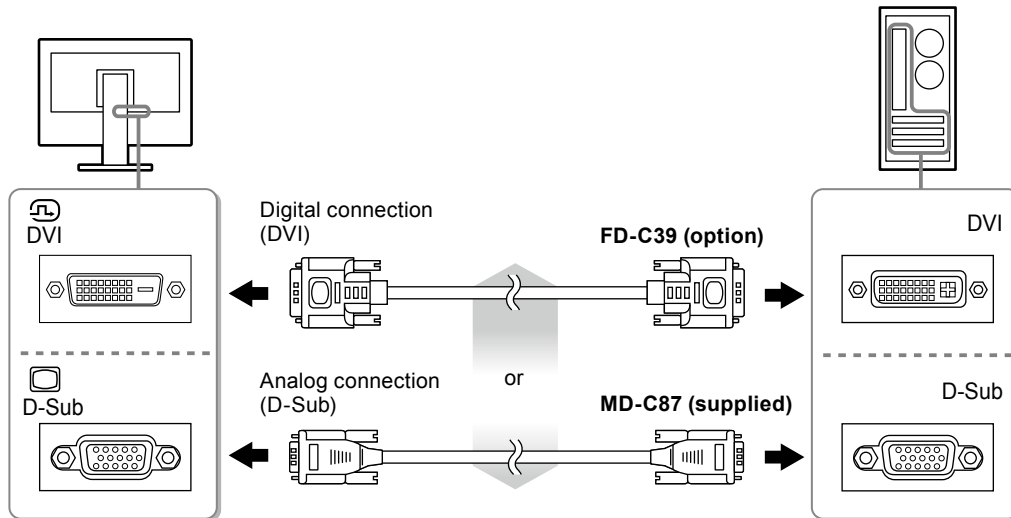 DVI
Digital connection
(DVI)
FD-C39 (option)
DVI
or
D-Sub
Analog connection
(D-Sub)
MD-C87 (supplied)
D-Sub